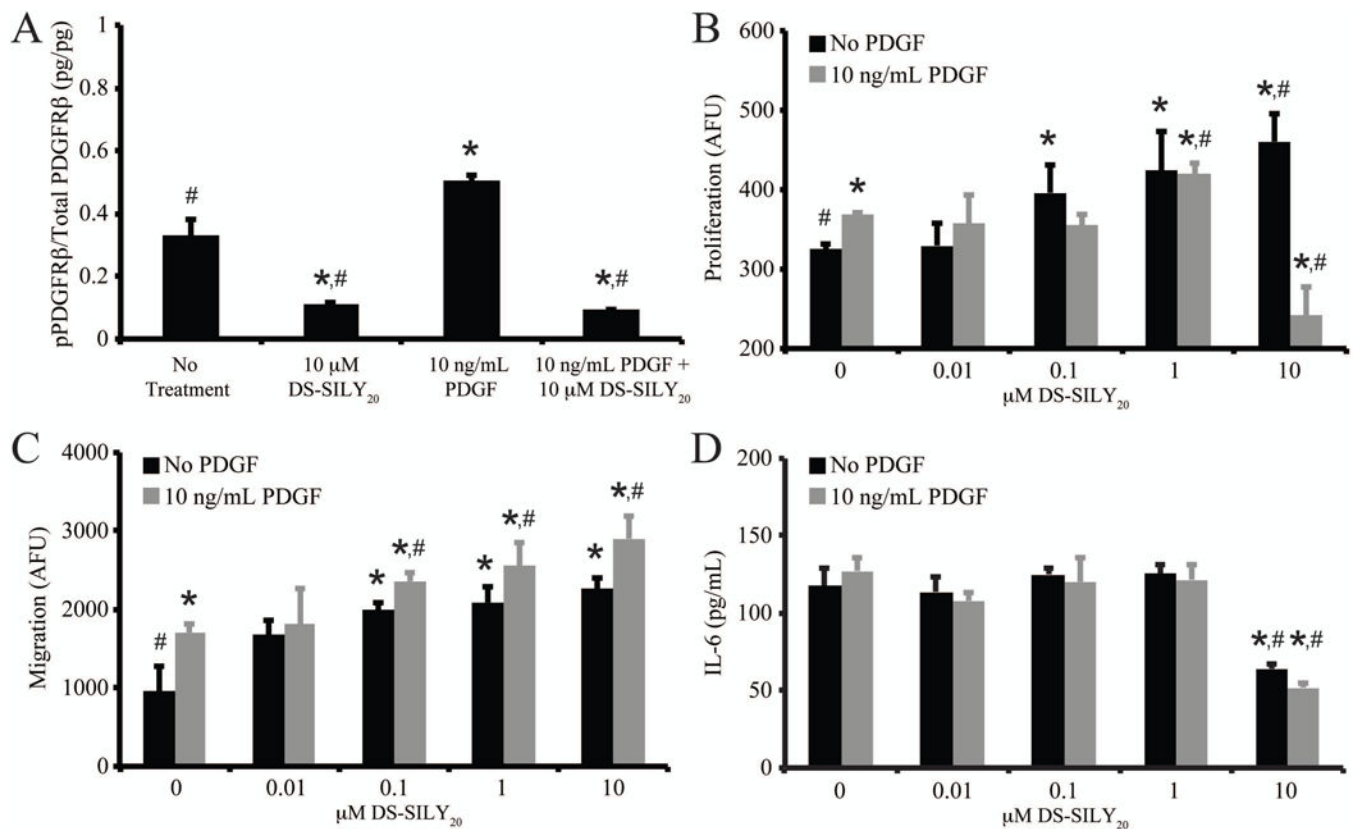 A
pPDGFRβ/Total PDGFRβ (pg/pg)
1
0.8
0.6
0.4
0.2
0
#
*,#
*
*,#
No Treatment
10 μM DS-SILY₂₀
10 ng/mL PDGF
10 ng/mL PDGF + 10 μM DS-SILY₂₀
B
No PDGF
10 ng/mL PDGF
Proliferation (AFU)
600
500
400
300
200
#
*
*
*
*,#
*,#
*,#
0
0.01
0.1
1
10
μM DS-SILY₂₀
C
No PDGF
10 ng/mL PDGF
Migration (AFU)
4000
3000
2000
1000
0
#
*
*
*,#
*
*,#
*
*,#
0
0.01
0.1
1
10
μM DS-SILY₂₀
D
No PDGF
10 ng/mL PDGF
IL-6 (pg/mL)
200
150
100
50
0
*,# *,#
0
0.01
0.1
1
10
μM DS-SILY₂₀